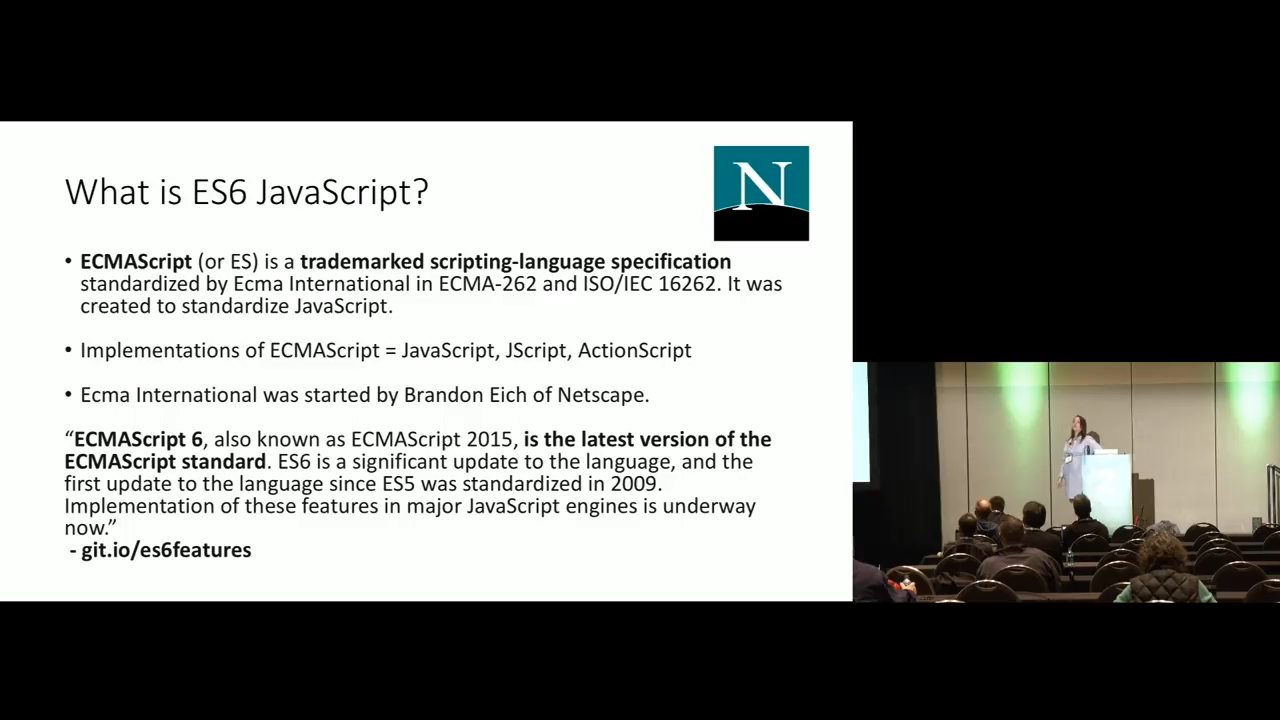 N
What is ES6 JavaScript?
• ECMAScript (or ES) is a trademarked scripting-language specification
standardized by Ecma International in ECMA-262 and ISO/IEC 16262. It was
created to standardize JavaScript.
• Implementations of ECMAScript = JavaScript, JScript, ActionScript
• Ecma International was started by Brandon Eich of Netscape.
“ECMAScript 6, also known as ECMAScript 2015, is the latest version of the
ECMAScript standard. ES6 is a significant update to the language, and the
first update to the language since ES5 was standardized in 2009.
Implementation of these features in major JavaScript engines is underway
now.”
- git.io/es6features